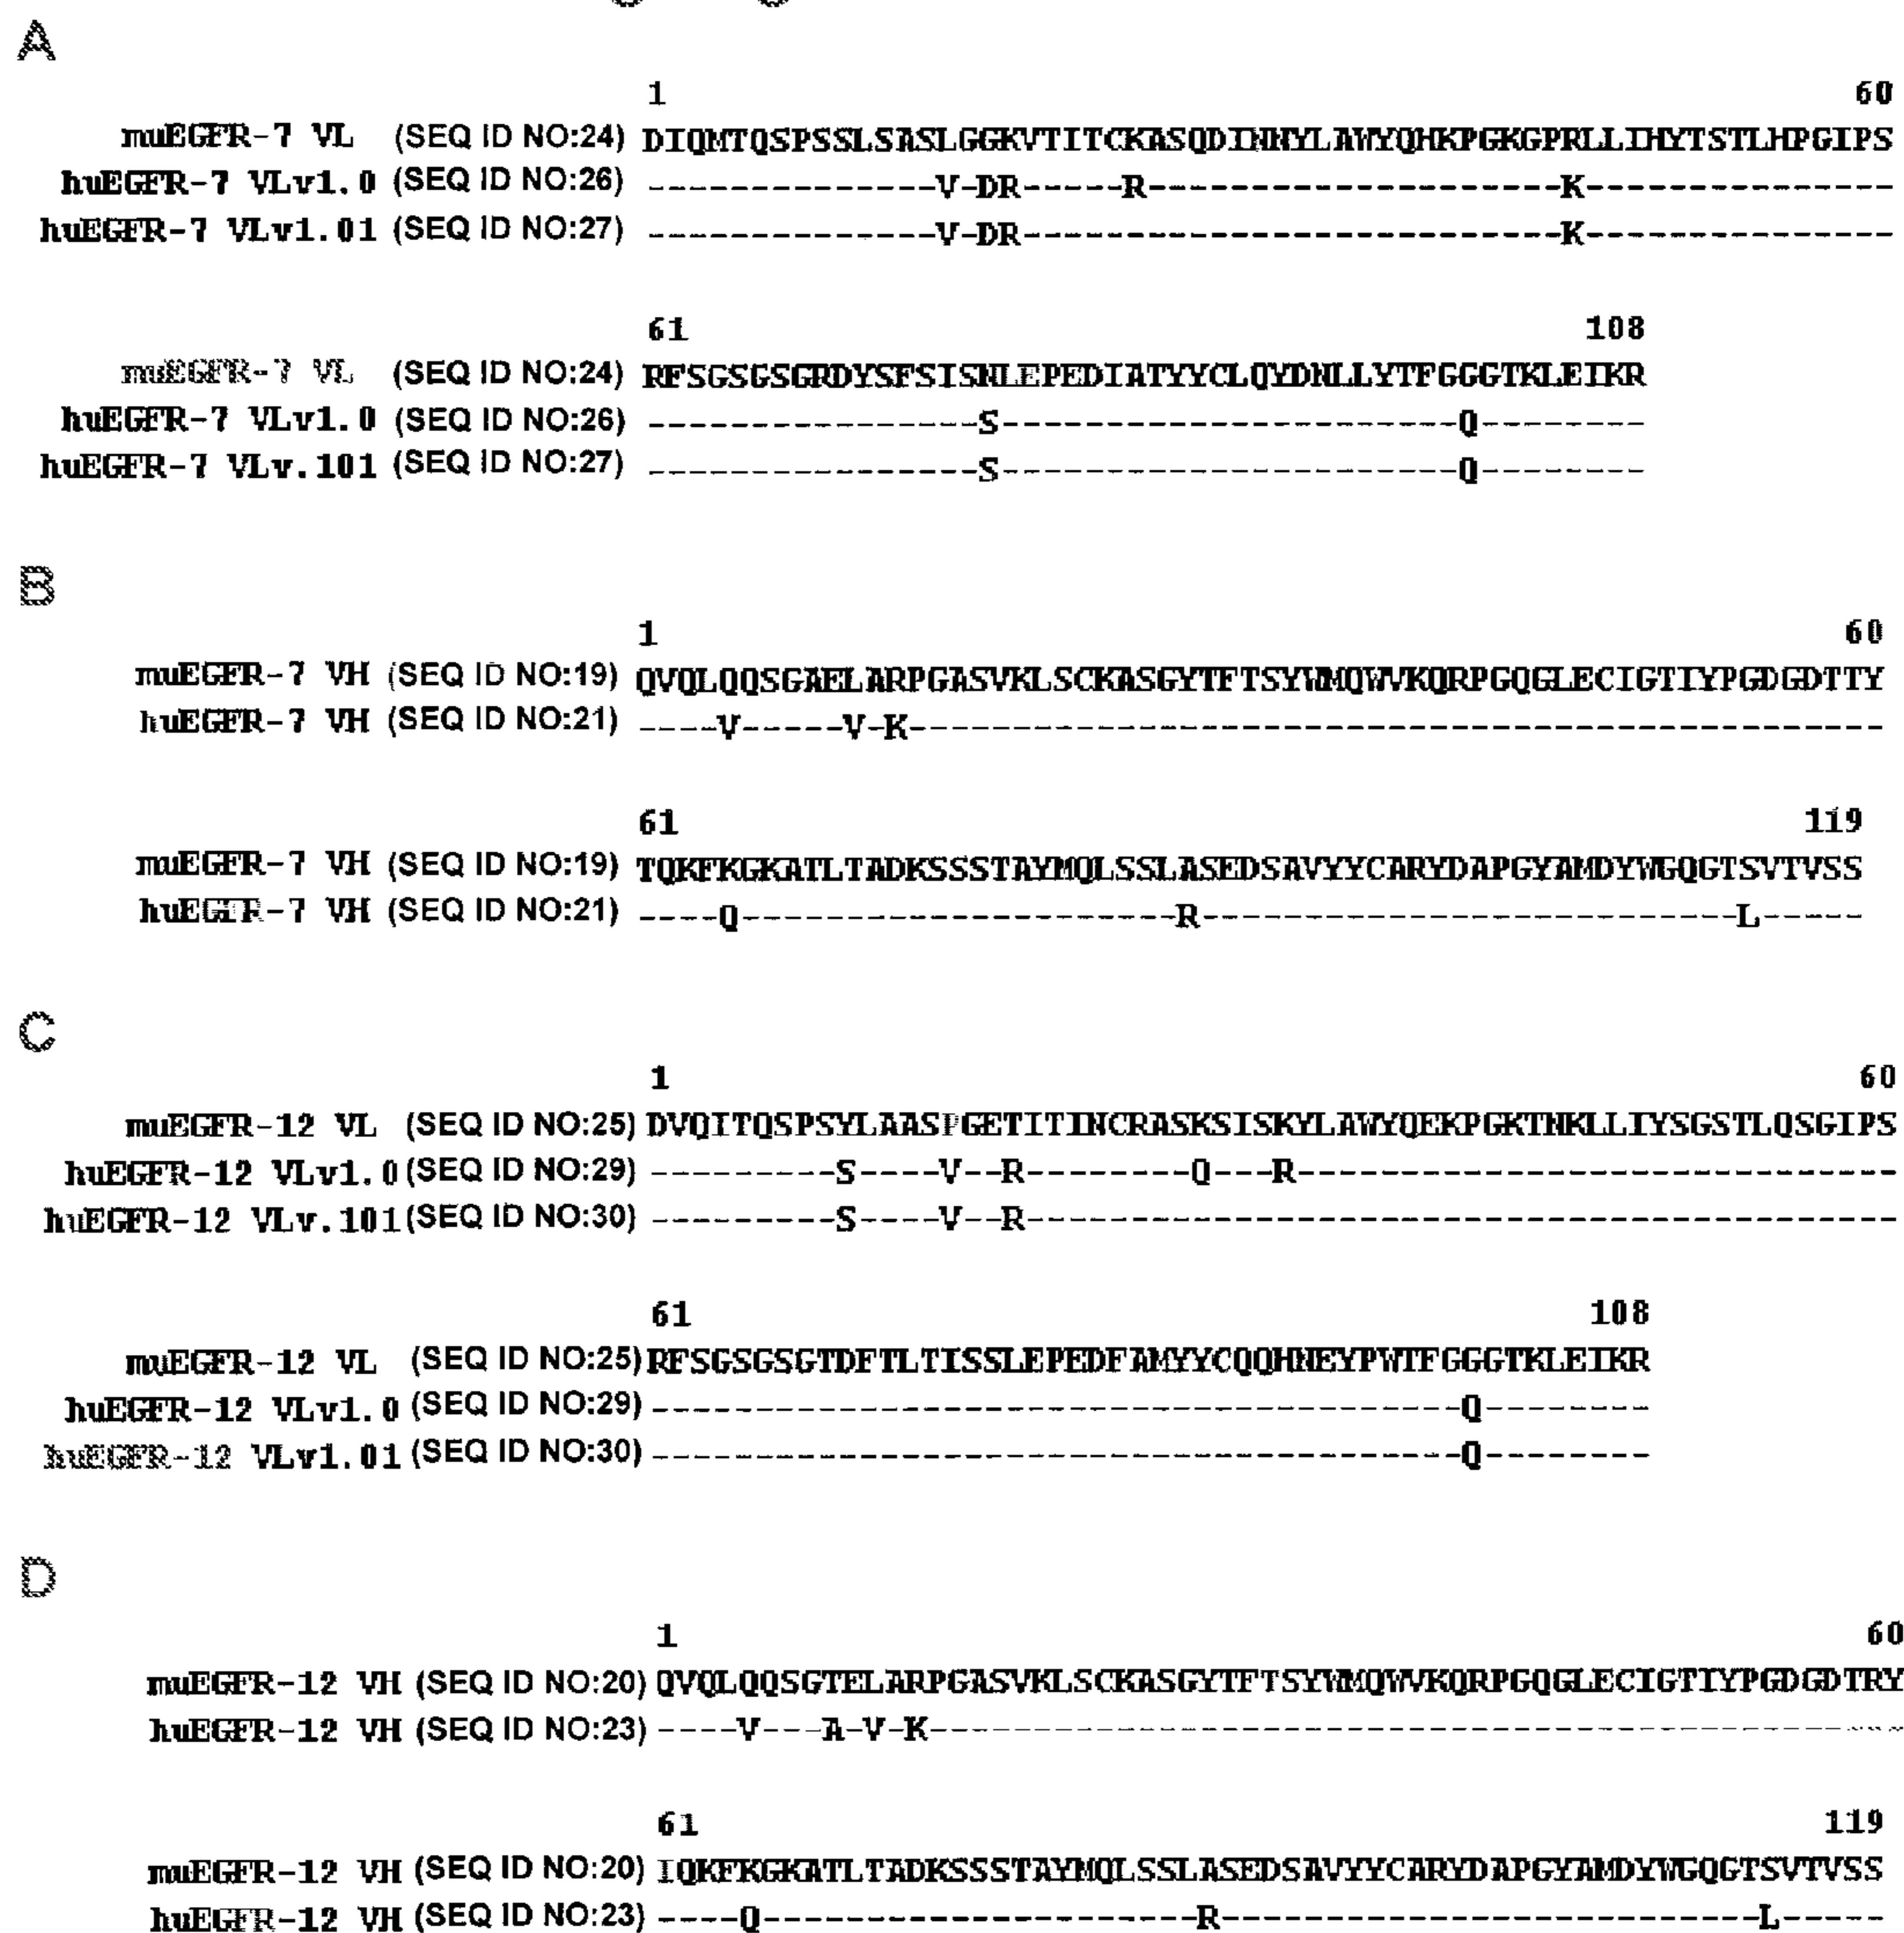 A
1 60
muEGFR-7 VL (SEQ ID NO:24) DIQMTQSPSSLSASLGGKVTITCKASQDINNYLAWYQHKPGKGPRLLIHYTSTLHPGIPS
huEGFR-7 VLv1.0 (SEQ ID NO:26) --------------V-DR-----R--------------------K---------------
huEGFR-7 VLv1.01 (SEQ ID NO:27) --------------V-DR--------------------------K---------------
61 108
muEGFR-7 VL (SEQ ID NO:24) RFSGSGSGRDYSFSISNLEPEDIATYYCLQYDNLLYTFGGGTKLEIKR
huEGFR-7 VLv1.0 (SEQ ID NO:26) ----------------S----------------------Q--------
huEGFR-7 VLv.101 (SEQ ID NO:27) ----------------S----------------------Q--------
B
1 60
muEGFR-7 VH (SEQ ID NO:19) QVQLQQSGAELARPGASVKLSCKASGYTFTSYWMQWVKQRPGQGLECIGTIYPGDGDTTY
huEGFR-7 VH (SEQ ID NO:21) ----V-----V-K-----------------------------------------------
61 119
muEGFR-7 VH (SEQ ID NO:19) TQKFKGKATLTADKSSSTAYMQLSSLASEDSAVYYCARYDAPGYAMDYWGQGTSVTVSS
huEGFR-7 VH (SEQ ID NO:21) ----Q---------------------R--------------------------L-----
C
1 60
muEGFR-12 VL (SEQ ID NO:25) DVQITQSPSYLAASPGETITINCRASKSISKYLAWYQEKPGKTNKLLIYSGSTLQSGIPS
huEGFR-12 VLv1.0 (SEQ ID NO:29) ---------S----V--R--------Q---R-----------------------------
huEGFR-12 VLv.101 (SEQ ID NO:30) ---------S----V--R------------------------------------------
61 108
muEGFR-12 VL (SEQ ID NO:25) RFSGSGSGTDFTLTISSLEPEDFAMYYCQQHNEYPWTFGGGTKLEIKR
huEGFR-12 VLv1.0 (SEQ ID NO:29) ---------------------------------------Q--------
huEGFR-12 VLv1.01 (SEQ ID NO:30) ---------------------------------------Q--------
D
1 60
muEGFR-12 VH (SEQ ID NO:20) QVQLQQSGTELARPGASVKLSCKASGYTFTSYWMQWVKQRPGQGLECIGTIYPGDGDTRY
huEGFR-12 VH (SEQ ID NO:23) ----V---A-V-K-----------------------------------------------
61 119
muEGFR-12 VH (SEQ ID NO:20) IQKFKGKATLTADKSSSTAYMQLSSLASEDSAVYYCARYDAPGYAMDYWGQGTSVTVSS
huEGFR-12 VH (SEQ ID NO:23) ----Q---------------------R--------------------------L-----